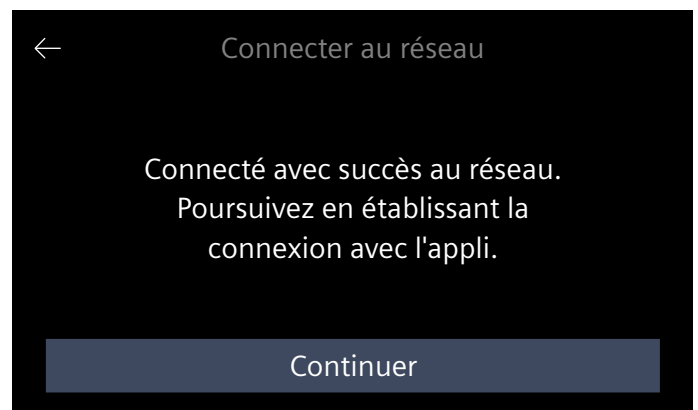 Connecter au réseau
Connecté avec succès au réseau.
Poursuivez en établissant la
connexion avec l'appli.
Continuer